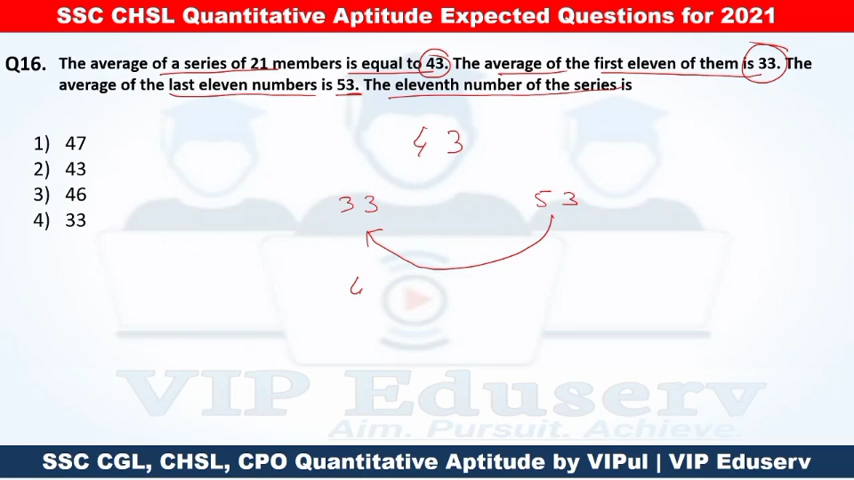 SSC CHSL Quantitative Aptitude Expected Questions for 2021
Q16. The average of a series of 21 members is equal to 43. The average of the first eleven of them is 33. The
average of the last eleven numbers is 53. The eleventh number of the series is
1) 47
2) 43
3) 46
4) 33
43
33 53
4
VIP Eduserv
Aim. Pursuit. Achieve.
SSC CGL, CHSL, CPO Quantitative Aptitude by VIPul | VIP Eduserv